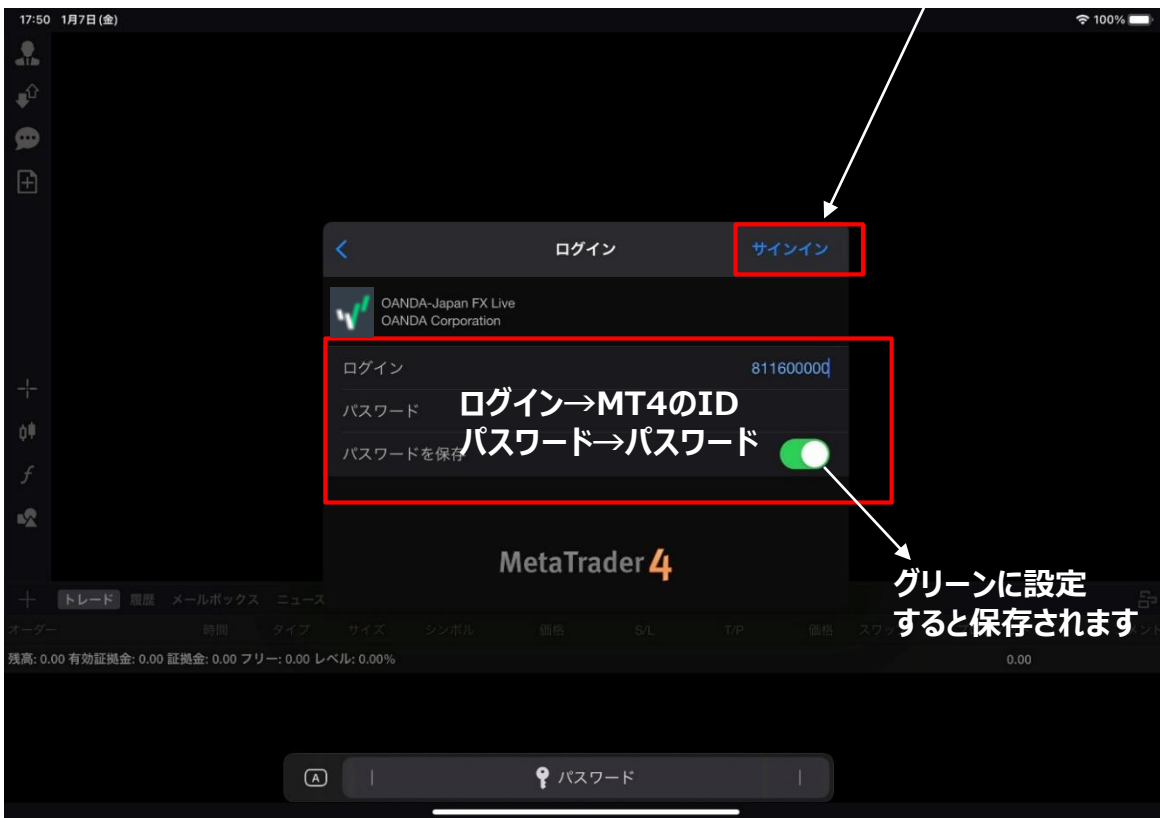 17:50 1月7日(金)
100%
ログイン
サインイン
OANDA-Japan FX Live
OANDA Corporation
ログイン 811600000
パスワード
パスワードを保存
ログイン→MT4のID
パスワード→パスワード
MetaTrader 4
グリーンに設定
すると保存されます
トレード 履歴 メールボックス ニュース
オーダー 時間 タイプ サイズ シンボル 価格 S/L T/P 価格
残高: 0.00 有効証拠金: 0.00 証拠金: 0.00 フリー: 0.00 レベル: 0.00% 0.00
A
パスワード